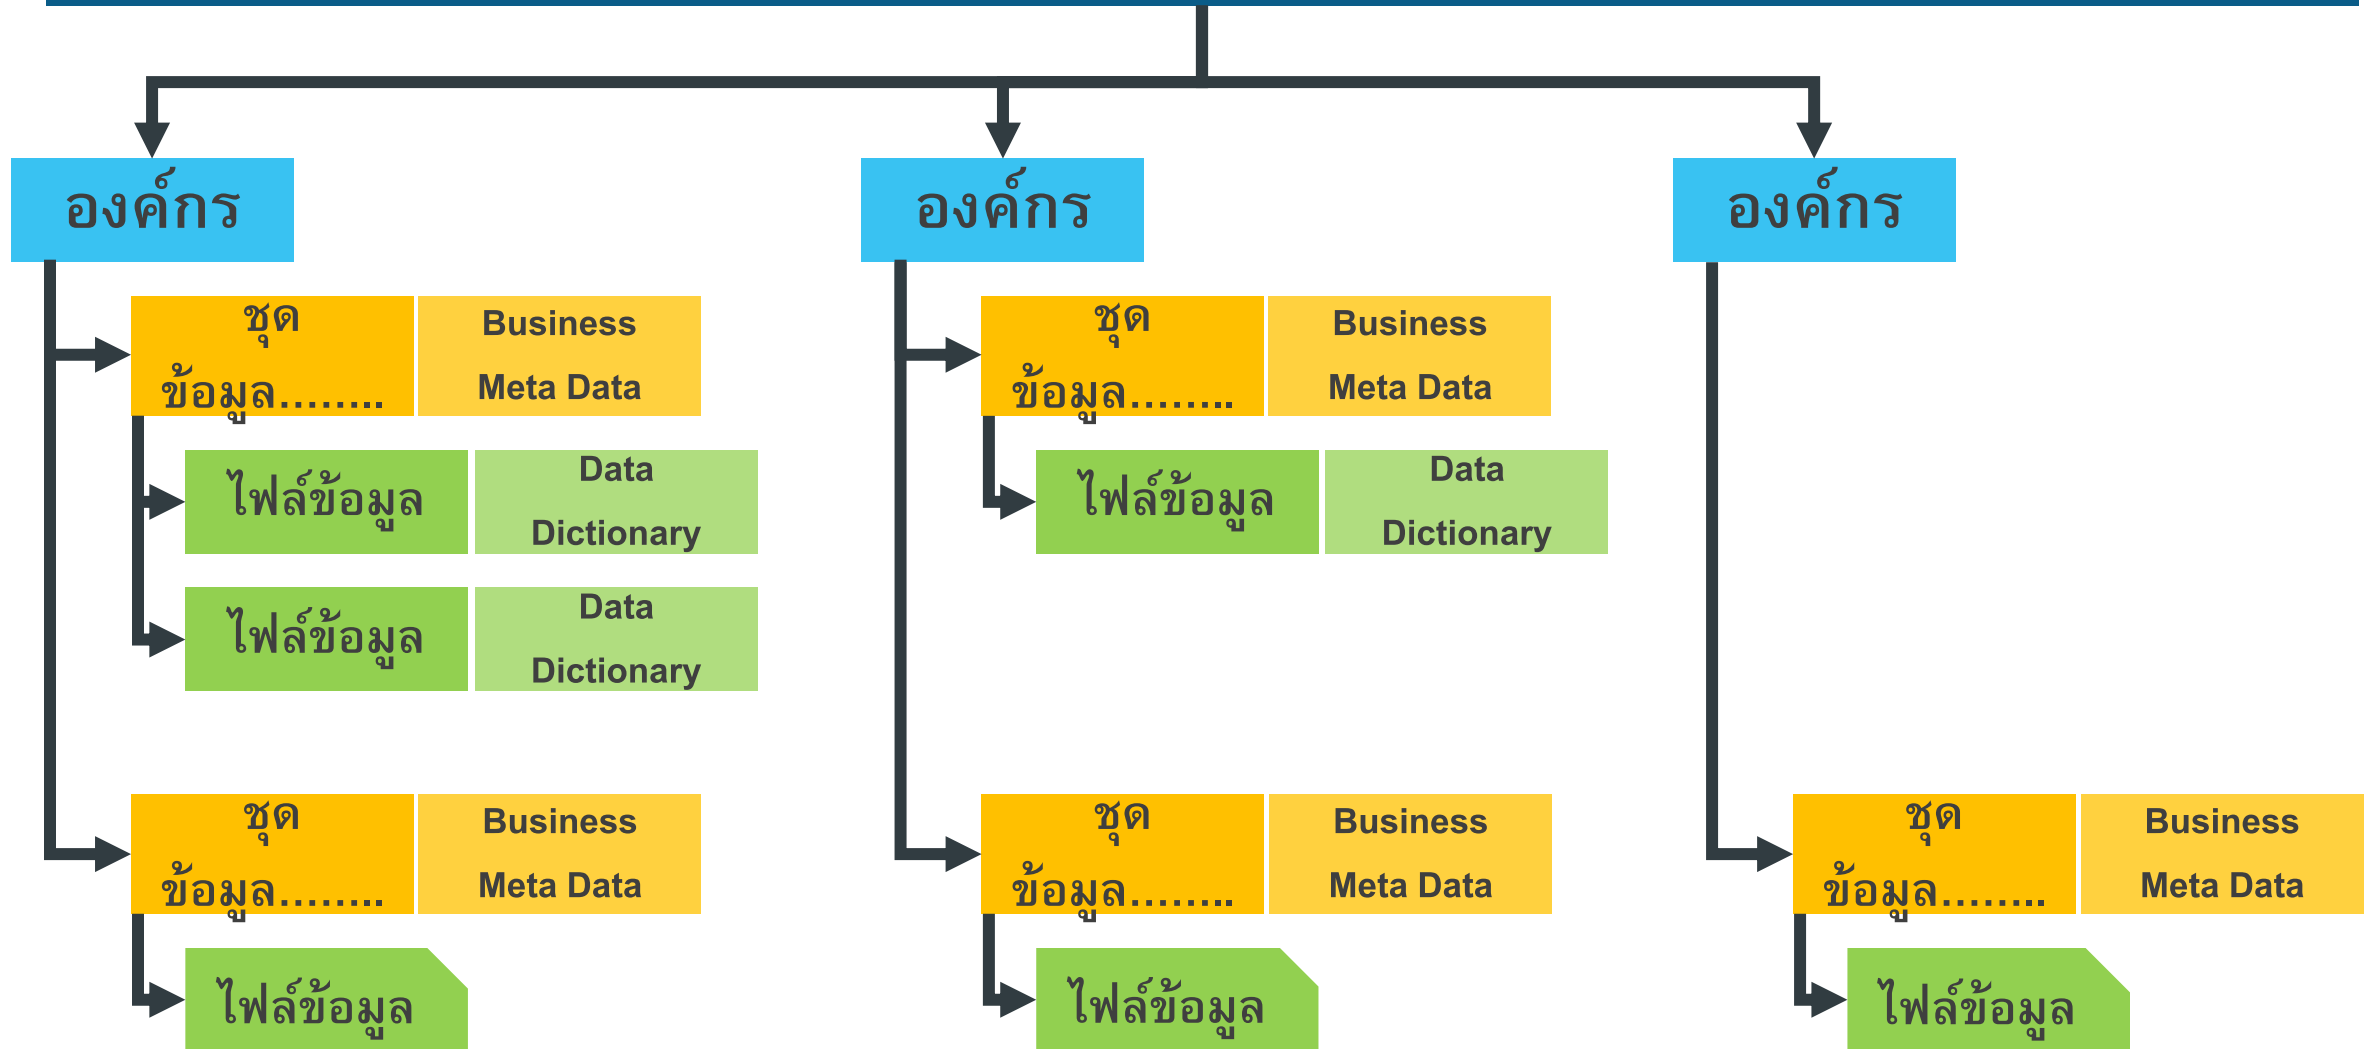 องค์กร
องค์กร
องค์กร
ชุด
ข้อมูล........
Business
Meta Data
ชุด
ข้อมูล........
Business
Meta Data
ไฟล์ข้อมูล
Data
Dictionary
ไฟล์ข้อมูล
Data
Dictionary
ไฟล์ข้อมูล
Data
Dictionary
ชุด
ข้อมูล........
Business
Meta Data
ชุด
ข้อมูล........
Business
Meta Data
ชุด
ข้อมูล........
Business
Meta Data
ไฟล์ข้อมูล
ไฟล์ข้อมูล
ไฟล์ข้อมูล